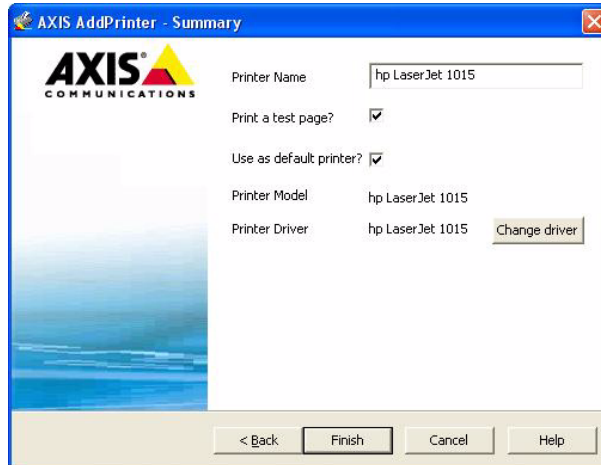 AXIS AddPrinter - Summary
AXIS
COMMUNICATIONS
Printer Name hp LaserJet 1015
Print a test page?
Use as default printer?
Printer Model hp LaserJet 1015
Printer Driver hp LaserJet 1015 Change driver
< Back Finish Cancel Help